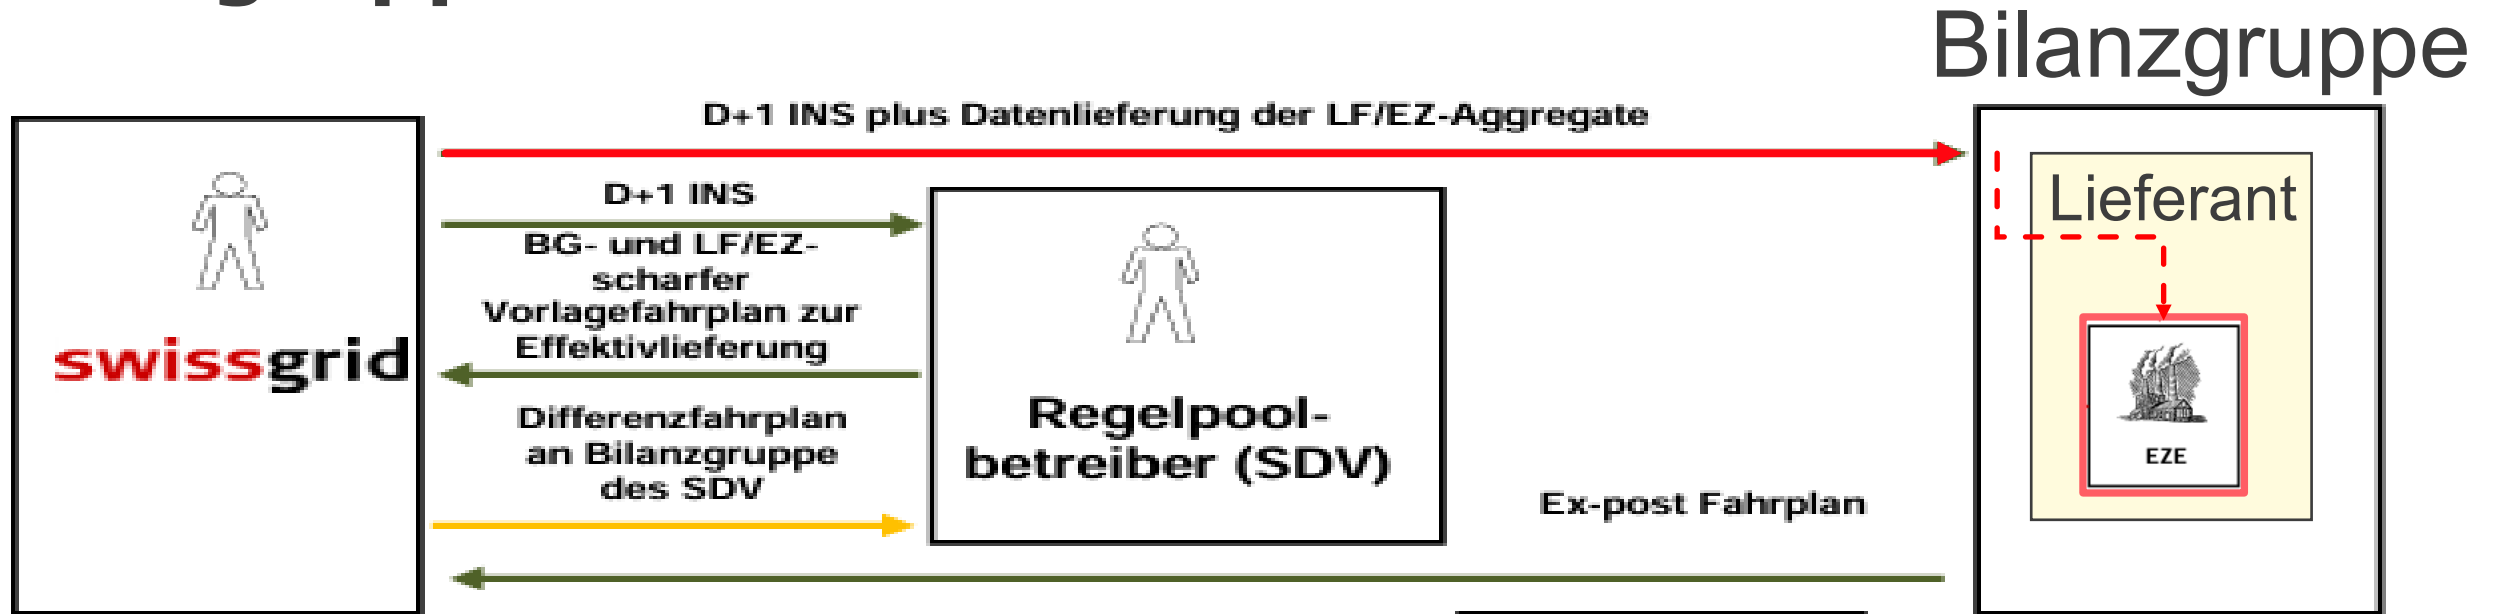 Bilanzgruppe
D+1 INS plus Datenlieferung der LF/EZ-Aggregate
D+1 INS
BG- und LF/EZ-
scharfer
Vorlagefahrplan zur
Effektivlieferung
Differenzfahrplan
an Bilanzgruppe
des SDV
swissgrid
Regelpool-
betreiber (SDV)
Ex-post Fahrplan
Lieferant
EZE